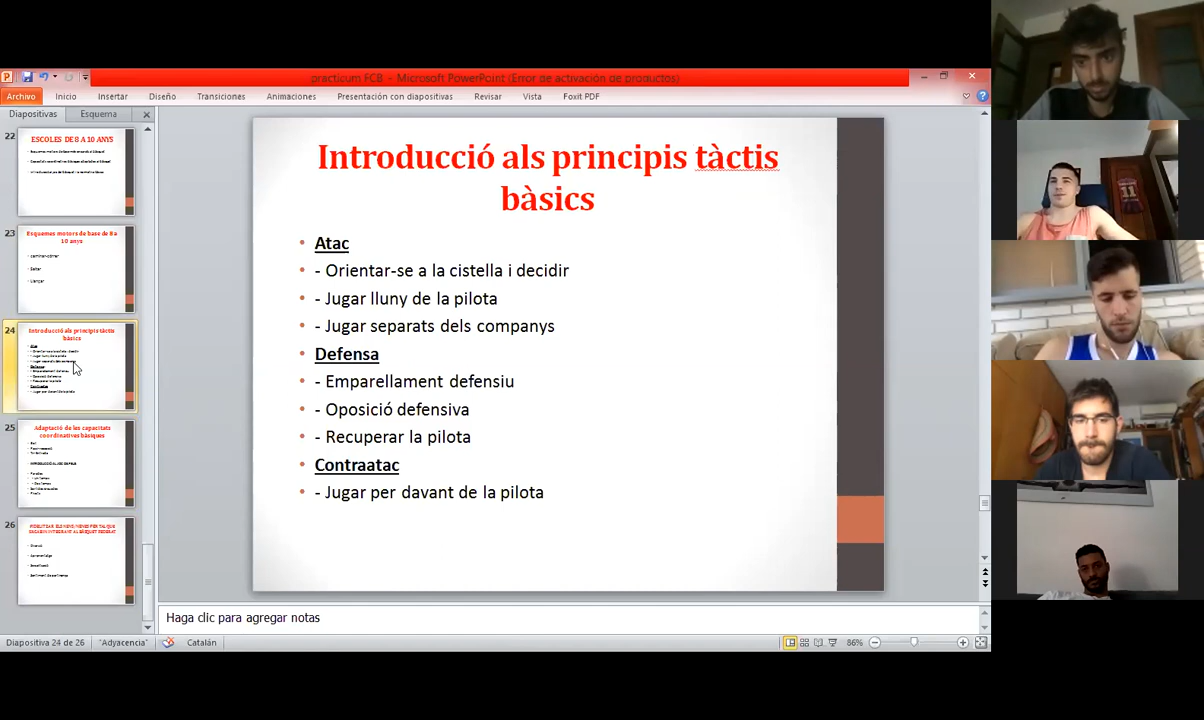 practicum FCB - Microsoft PowerPoint (Error de activación de productos)
Archivo Inicio Insertar Diseño Transiciones Animaciones Presentación con diapositivas Revisar Vista Foxit PDF
Diapositivas Esquema
22
ESCOLES DE 8 A 10 ANYS
23
Esquemes motors de base de 8 a
10 anys
Saltar
Llançar
24
Introducció als principis tàctis
bàsics
25
Adaptació de les capacitats
coordinatives bàsiques
26
Introducció als principis tàctis
bàsics
Atac
- Orientar-se a la cistella i decidir
- Jugar lluny de la pilota
- Jugar separats dels companys
Defensa
- Emparellament defensiu
- Oposició defensiva
- Recuperar la pilota
Contraatac
- Jugar per davant de la pilota
Haga clic para agregar notas
Diapositiva 24 de 26 "Adyacencia" Catalán 86%
11